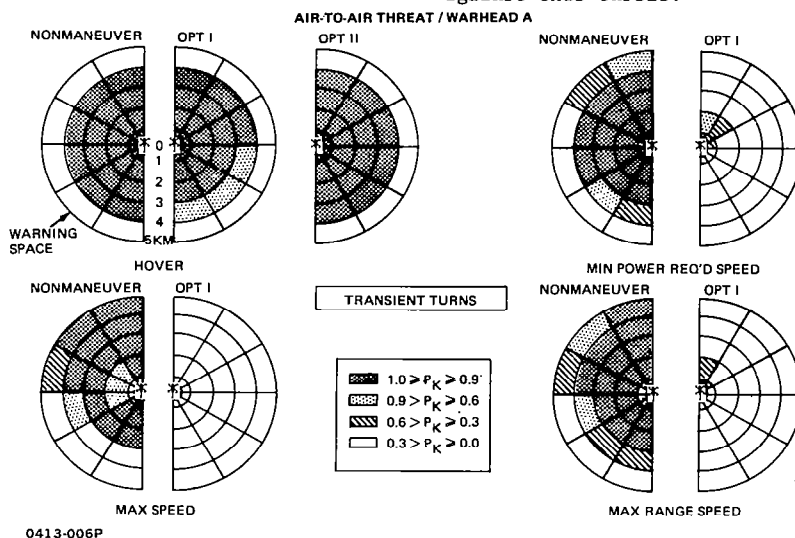 AIR-TO-AIR THREAT / WARHEAD A
NONMANEUVER OPT I OPT II NONMANEUVER OPT I
0
1
2
3
4
5KM
WARNING
SPACE
HOVER MIN POWER REQ'D SPEED
NONMANEUVER OPT I TRANSIENT TURNS NONMANEUVER OPT I
1.0 ⩾ PK ⩾ 0.9
0.9 > PK ⩾ 0.6
0.6 > PK ⩾ 0.3
0.3 > PK ⩾ 0.0
MAX SPEED MAX RANGE SPEED
0413-006P